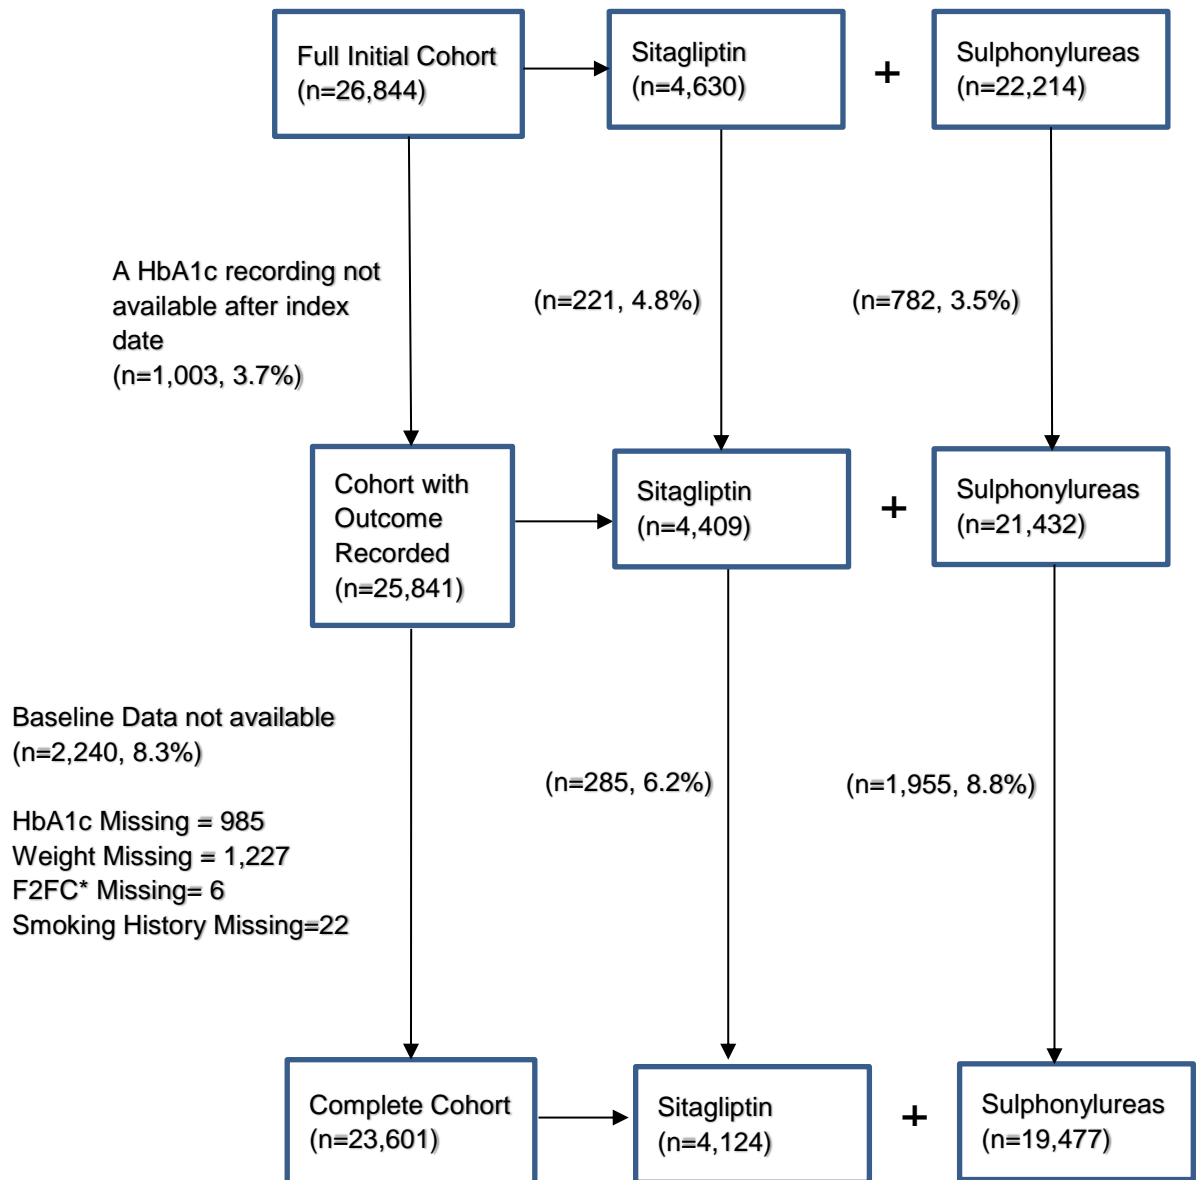 Full Initial Cohort
(n=26,844)
Sitagliptin
(n=4,630)
+
Sulphonylureas
(n=22,214)
A HbA1c recording not
available after index
date
(n=1,003, 3.7%)
(n=221, 4.8%)
(n=782, 3.5%)
Cohort with
Outcome
Recorded
(n=25,841)
Sitagliptin
(n=4,409)
+
Sulphonylureas
(n=21,432)
Baseline Data not available
(n=2,240, 8.3%)
HbA1c Missing = 985
Weight Missing = 1,227
F2FC* Missing= 6
Smoking History Missing=22
(n=285, 6.2%)
(n=1,955, 8.8%)
Complete Cohort
(n=23,601)
Sitagliptin
(n=4,124)
+
Sulphonylureas
(n=19,477)